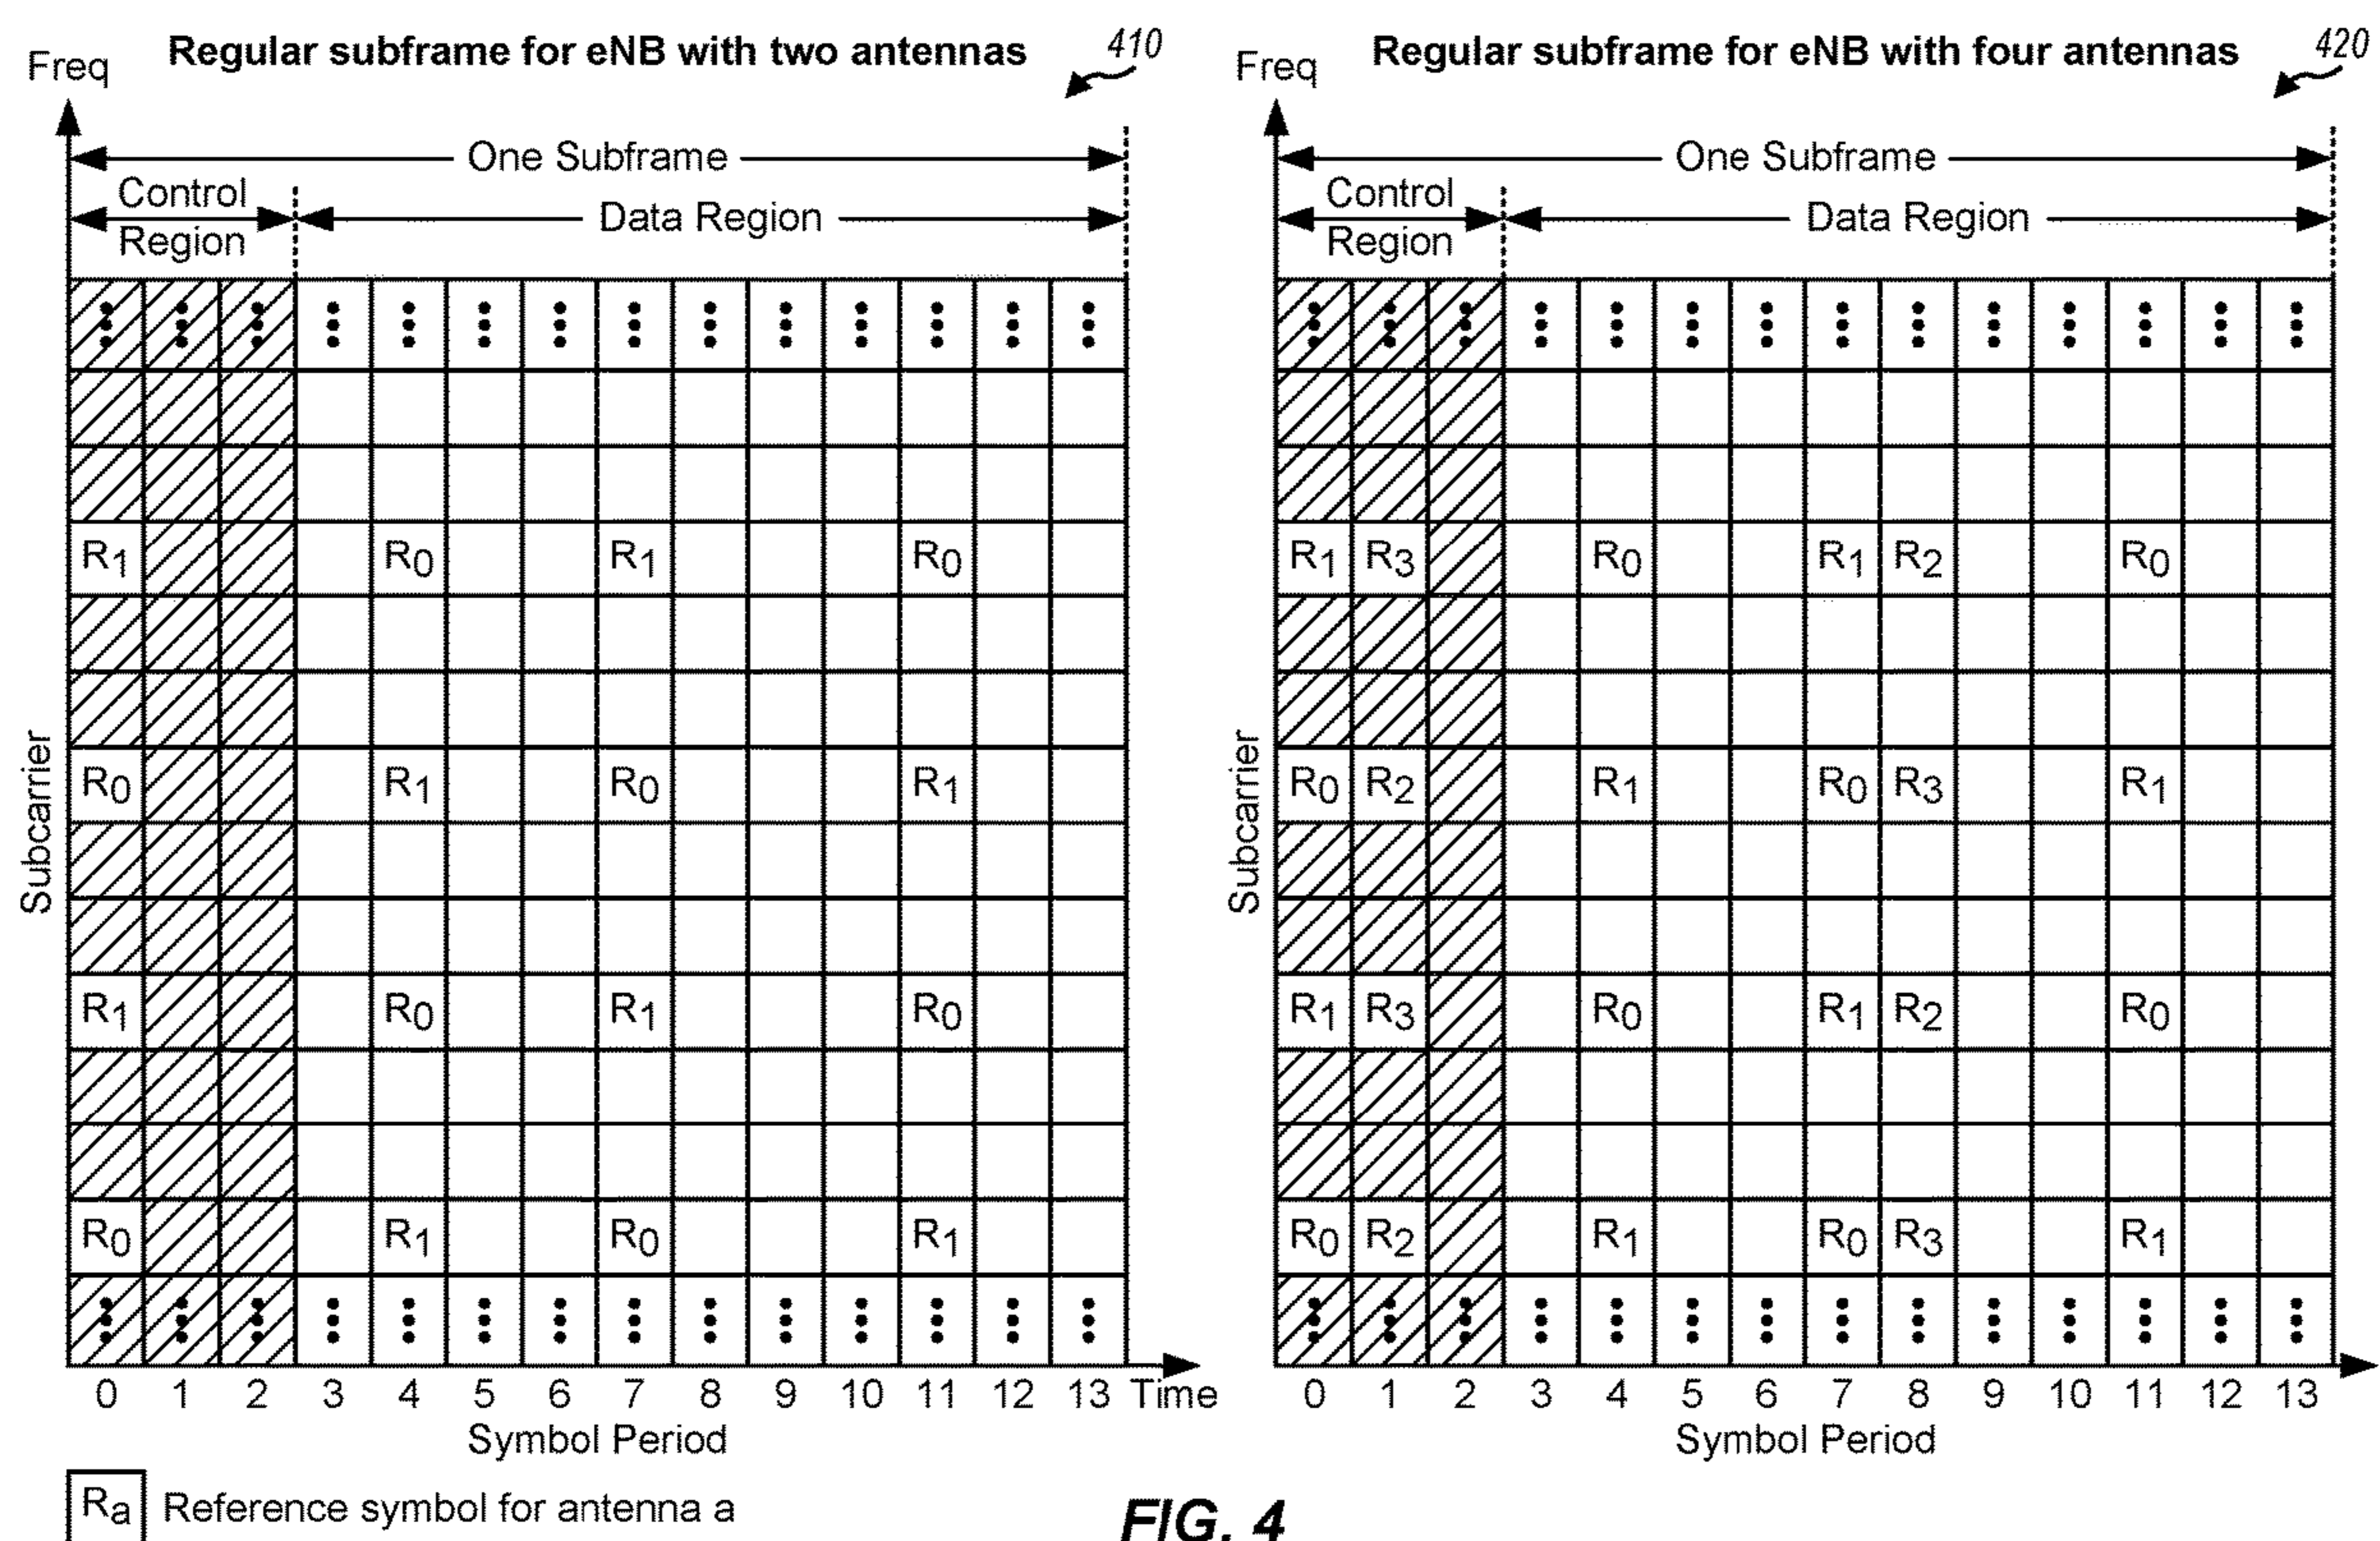 Regular subframe for eNB with two antennas
410
Freq
One Subframe
Control Region
Data Region
Subcarrier
R1 R0 R1 R0
R0 R1 R0 R1
R1 R0 R1 R0
R0 R1 R0 R1
0 1 2 3 4 5 6 7 8 9 10 11 12 13 Time
Symbol Period
Ra Reference symbol for antenna a
Regular subframe for eNB with four antennas
420
Freq
One Subframe
Control Region
Data Region
Subcarrier
R1 R3 R0 R1 R2 R0
R0 R2 R1 R0 R3 R1
R1 R3 R0 R1 R2 R0
R0 R2 R1 R0 R3 R1
0 1 2 3 4 5 6 7 8 9 10 11 12 13
Symbol Period
FIG. 4